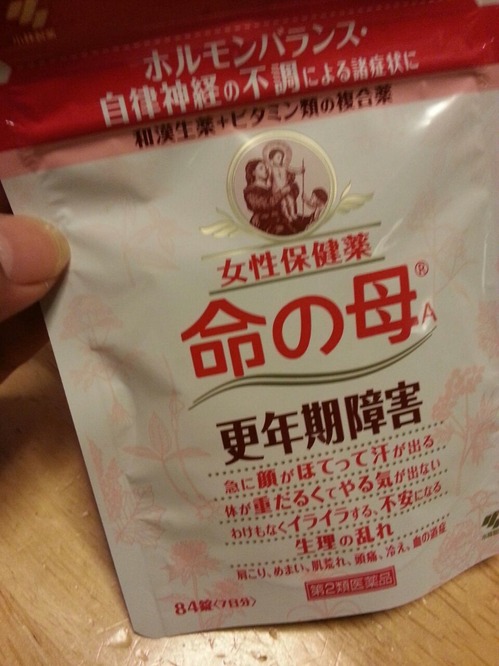 小林製薬
ホルモンバランス・
自律神経の不調による諸症状に
和漢生薬+ビタミン類の複合薬
女性保健薬
命の母®A
更年期障害
急に顔がほてって汗が出る
体が重だるくてやる気が出ない
わけもなくイライラする、不安になる
生理の乱れ
肩こり、めまい、肌荒れ、頭痛、冷え、血の道症
第2類医薬品
84錠〈7日分〉